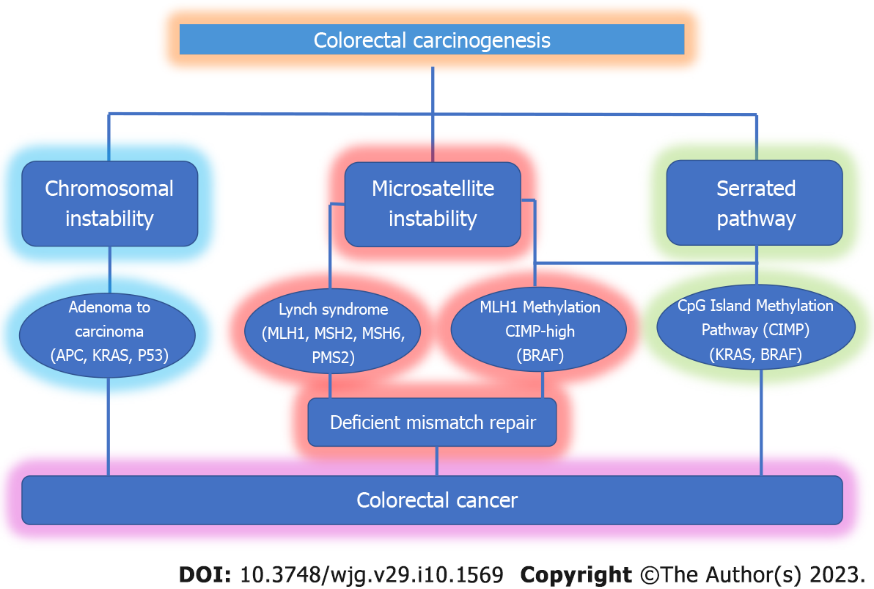 Colorectal carcinogenesis
Chromosomal
instability
Microsatellite
instability
Serrated
pathway
Adenoma to
carcinoma
(APC, KRAS, P53)
Lynch syndrome
(MLH1, MSH2, MSH6,
PMS2)
MLH1 Methylation
CIMP-high
(BRAF)
CpG Island Methylation
Pathway (CIMP)
(KRAS, BRAF)
Deficient mismatch repair
Colorectal cancer
DOI: 10.3748/wjg.v29.i10.1569 Copyright ©The Author(s) 2023.